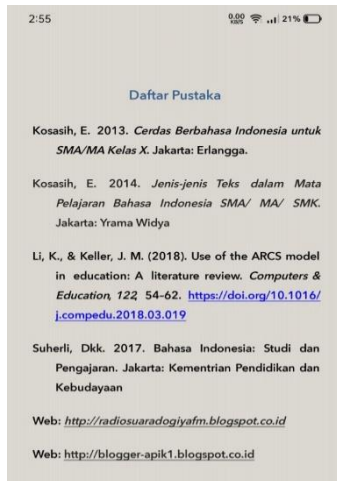 2:55
0.00 KB/S 21%
Daftar Pustaka
Kosasih, E. 2013. Cerdas Berbahasa Indonesia untuk
SMA/MA Kelas X. Jakarta: Erlangga.
Kosasih, E. 2014. Jenis-jenis Teks dalam Mata
Pelajaran Bahasa Indonesia SMA/ MA/ SMK.
Jakarta: Yrama Widya
Li, K., & Keller, J. M. (2018). Use of the ARCS model
in education: A literature review. Computers &
Education, 122, 54–62. https://doi.org/10.1016/
j.compedu.2018.03.019
Suherli, Dkk. 2017. Bahasa Indonesia: Studi dan
Pengajaran. Jakarta: Kementrian Pendidikan dan
Kebudayaan
Web: http://radiosuaradogiyafm.blogspot.co.id
Web: http://blogger-apik1.blogspot.co.id